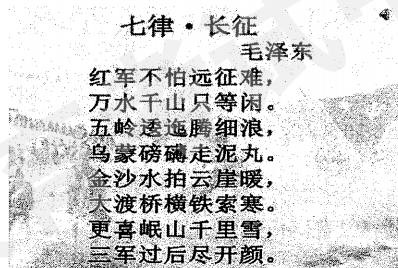 七律·长征
毛泽东
红军不怕远征难，
万水千山只等闲。
五岭逶迤腾细浪，
乌蒙磅礴走泥丸。
金沙水拍云崖暖，
大渡桥横铁索寒。
更喜岷山千里雪，
三军过后尽开颜。